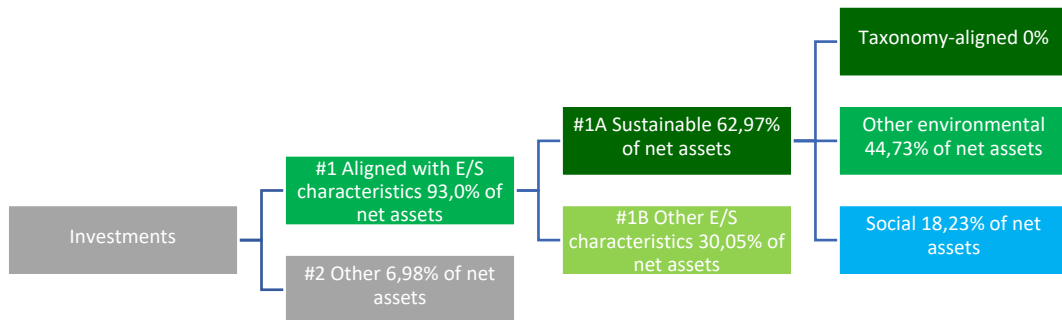 Investments
#1 Aligned with E/S
characteristics 93,0% of
net assets
#2 Other 6,98% of net
assets
#1A Sustainable 62,97%
of net assets
#1B Other E/S
characteristics 30,05% of
net assets
Taxonomy-aligned 0%
Other environmental
44,73% of net assets
Social 18,23% of net
assets